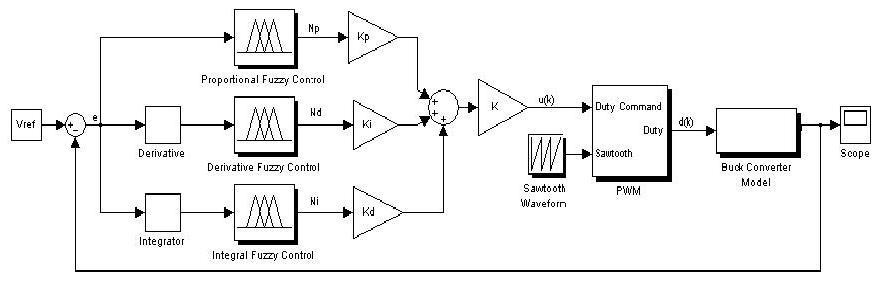 Np
Kp
Proportional Fuzzy Control
Vref
e
Derivative
Nd
Ki
Derivative Fuzzy Control
K
u(k)
Duty Command
Duty
Sawtooth
PWM
d(k)
Buck Converter
Model
Scope
Sawtooth
Waveform
Integrator
Ni
Kd
Integral Fuzzy Control